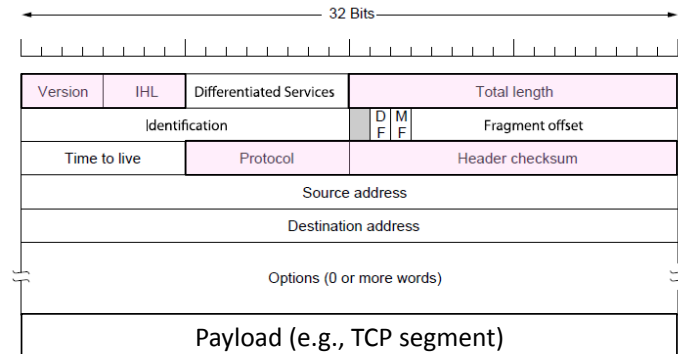 32 Bits
Version IHL Differentiated Services Total length
Identification D F M F Fragment offset
Time to live Protocol Header checksum
Source address
Destination address
Options (0 or more words)
Payload (e.g., TCP segment)